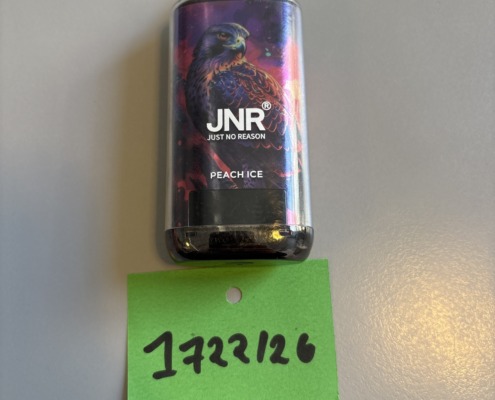 JNR®
JUST NO REASON
PEACH ICE
1722/26